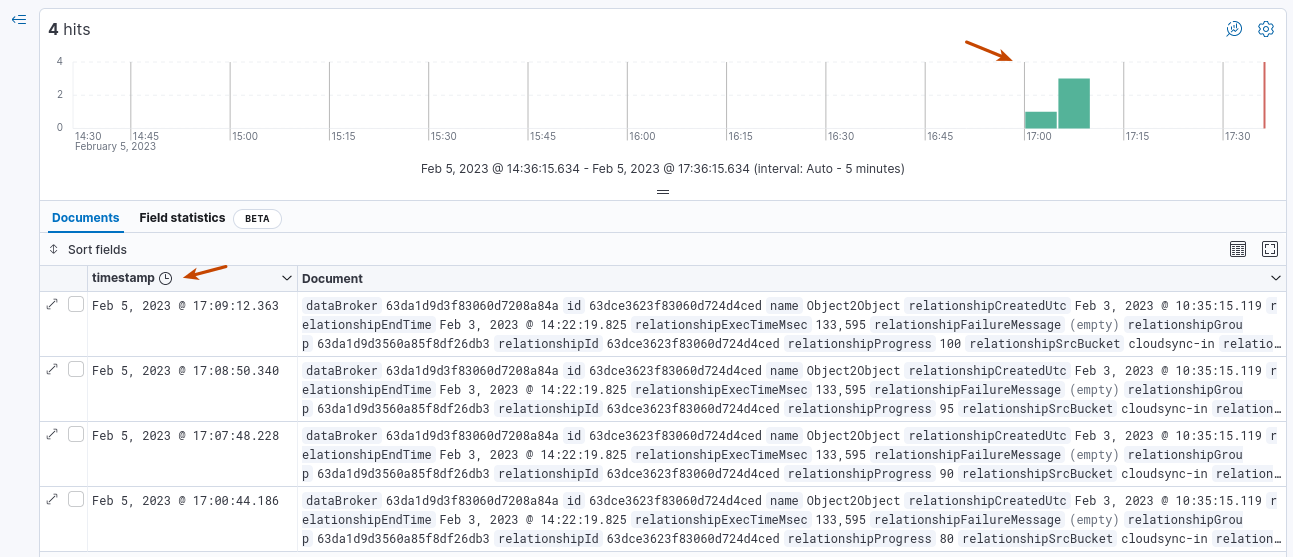 4 hits
4
2
0
14:30 14:45 15:00 15:15 15:30 15:45 16:00 16:15 16:30 16:45 17:00 17:15 17:30
February 5, 2023
Feb 5, 2023 @ 14:36:15.634 - Feb 5, 2023 @ 17:36:15.634 (interval: Auto - 5 minutes)
Documents Field statistics BETA
Sort fields
timestamp Document
Feb 5, 2023 @ 17:09:12.363 dataBroker 63da1d9d3f83060d7208a84a id 63dce3623f83060d724d4ced name Object2Object relationshipCreatedUtc Feb 3, 2023 @ 10:35:15.119 r
elationshipEndTime Feb 3, 2023 @ 14:22:19.825 relationshipExecTimeMsec 133,595 relationshipFailureMessage (empty) relationshipGrou
p 63da1d9d3560a85f8df26db3 relationshipId 63dce3623f83060d724d4ced relationshipProgress 100 relationshipSrcBucket cloudsync-in relatio…
Feb 5, 2023 @ 17:08:50.340 dataBroker 63da1d9d3f83060d7208a84a id 63dce3623f83060d724d4ced name Object2Object relationshipCreatedUtc Feb 3, 2023 @ 10:35:15.119 r
elationshipEndTime Feb 3, 2023 @ 14:22:19.825 relationshipExecTimeMsec 133,595 relationshipFailureMessage (empty) relationshipGrou
p 63da1d9d3560a85f8df26db3 relationshipId 63dce3623f83060d724d4ced relationshipProgress 95 relationshipSrcBucket cloudsync-in relation…
Feb 5, 2023 @ 17:07:48.228 dataBroker 63da1d9d3f83060d7208a84a id 63dce3623f83060d724d4ced name Object2Object relationshipCreatedUtc Feb 3, 2023 @ 10:35:15.119 r
elationshipEndTime Feb 3, 2023 @ 14:22:19.825 relationshipExecTimeMsec 133,595 relationshipFailureMessage (empty) relationshipGrou
p 63da1d9d3560a85f8df26db3 relationshipId 63dce3623f83060d724d4ced relationshipProgress 90 relationshipSrcBucket cloudsync-in relation…
Feb 5, 2023 @ 17:00:44.186 dataBroker 63da1d9d3f83060d7208a84a id 63dce3623f83060d724d4ced name Object2Object relationshipCreatedUtc Feb 3, 2023 @ 10:35:15.119 r
elationshipEndTime Feb 3, 2023 @ 14:22:19.825 relationshipExecTimeMsec 133,595 relationshipFailureMessage (empty) relationshipGrou
p 63da1d9d3560a85f8df26db3 relationshipId 63dce3623f83060d724d4ced relationshipProgress 80 relationshipSrcBucket cloudsync-in relation…